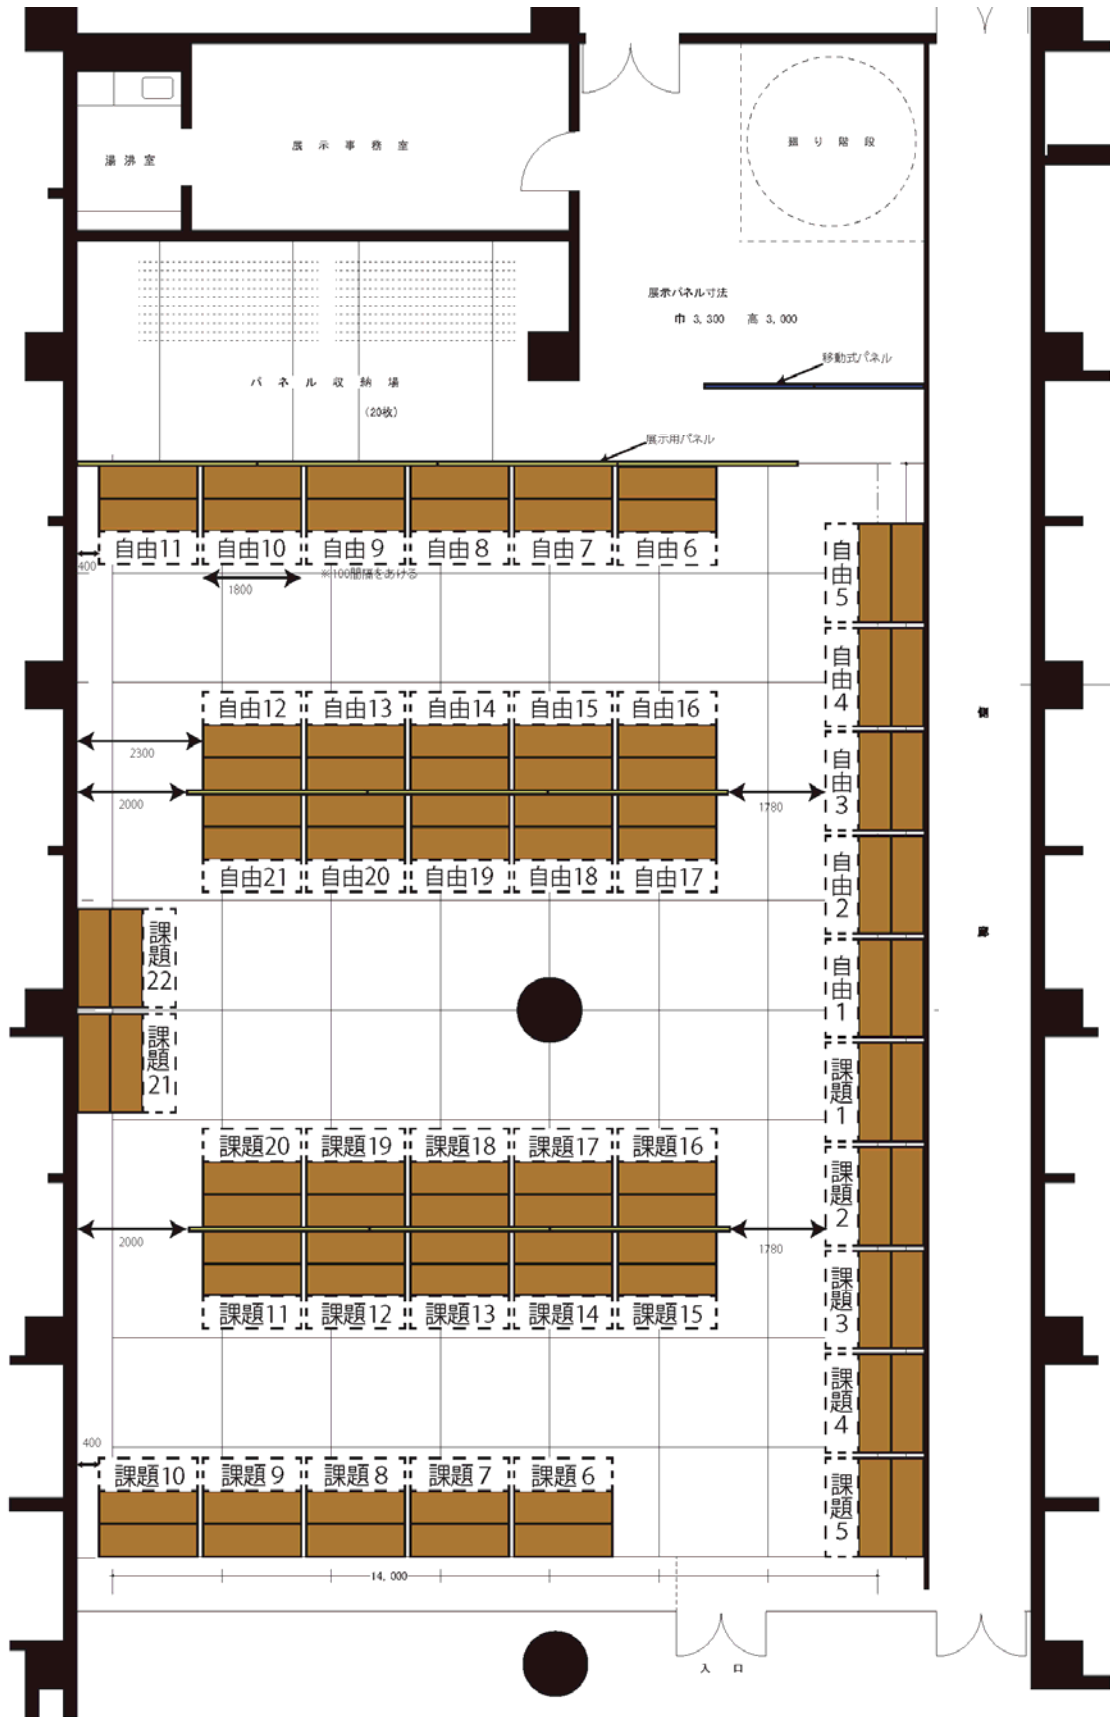 湯沸室
展示事務室
廻り階段
展示パネル寸法
巾 3,300 高 3,000
移動式パネル
パネル収納場
(20枚)
展示用パネル
自由11
自由10
自由9
自由8
自由7
自由6
400
1800
※100間隔をあける
自由5
自由4
自由3
自由2
自由1
自由12
自由13
自由14
自由15
自由16
2300
2000
1780
自由21
自由20
自由19
自由18
自由17
側
廊
課題22
課題21
課題1
課題2
課題3
課題4
課題5
課題20
課題19
課題18
課題17
課題16
2000
1780
課題11
課題12
課題13
課題14
課題15
400
課題10
課題9
課題8
課題7
課題6
14,000
入口